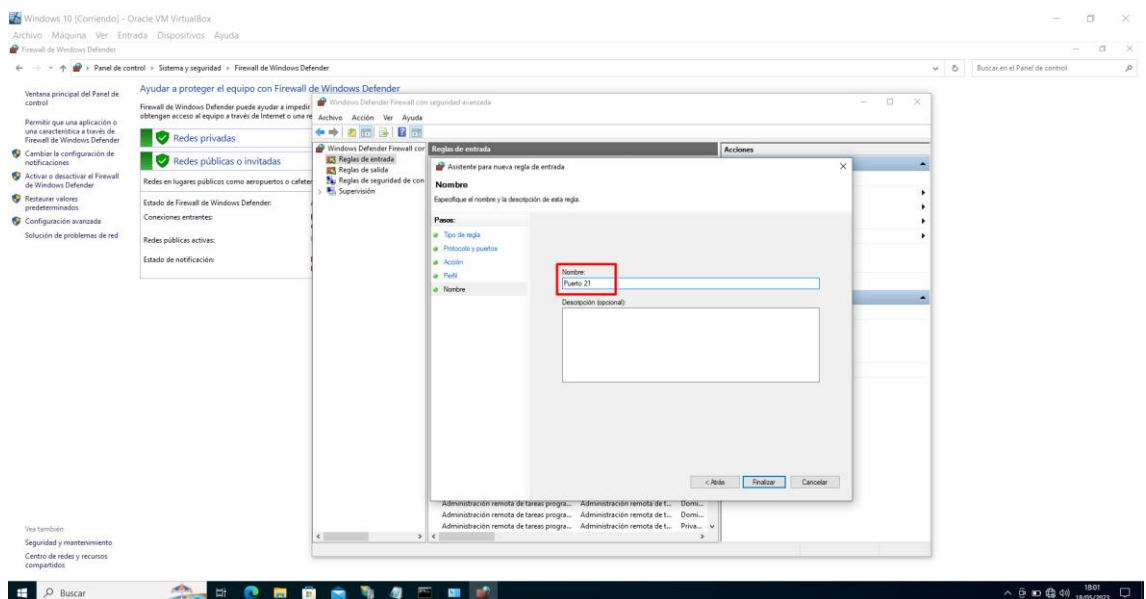 Windows 10 [Corriendo] - Oracle VM VirtualBox
Archivo Máquina Ver Entrada Dispositivos Ayuda
Firewall de Windows Defender
Panel de control > Sistema y seguridad > Firewall de Windows Defender
Buscar en el Panel de control
Ventana principal del Panel de control
Permitir que una aplicación o una característica a través de Firewall de Windows Defender
Cambiar la configuración de notificaciones
Activar o desactivar el Firewall de Windows Defender
Restaurar valores predeterminados
Configuración avanzada
Solución de problemas de red
Ayudar a proteger el equipo con Firewall de Windows Defender
Firewall de Windows Defender puede ayudar a impedir
obtengan acceso al equipo a través de Internet o una re
Redes privadas
Redes públicas o invitadas
Redes en lugares públicos como aeropuertos o cafeter
Estado de Firewall de Windows Defender:
Conexiones entrantes:
Redes públicas activas:
Estado de notificación:
Windows Defender Firewall con seguridad avanzada
Archivo Acción Ver Ayuda
Windows Defender Firewall cor
Reglas de entrada
Reglas de salida
Reglas de seguridad de con
Supervisión
Reglas de entrada
Acciones
Asistente para nueva regla de entrada
Nombre
Especifique el nombre y la descripción de esta regla.
Pasos:
Tipo de regla
Protocolo y puertos
Acción
Perfil
Nombre
Nombre:
Puerto 21
Descripción (opcional):
< Atrás Finalizar Cancelar
Administración remota de tareas progra... Administración remota de t... Domi...
Administración remota de tareas progra... Administración remota de t... Domi...
Administración remota de tareas progra... Administración remota de t... Priva...
Vea también
Seguridad y mantenimiento
Centro de redes y recursos compartidos
Buscar
18:01
18/05/2023